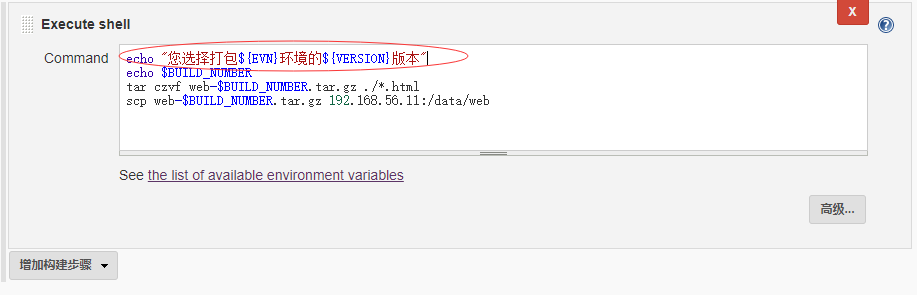 Execute shell
X
?
Command
echo "您选择打包${EVN}环境的${VERSION}版本"
echo $BUILD_NUMBER
tar czvf web-$BUILD_NUMBER.tar.gz ./*.html
scp web-$BUILD_NUMBER.tar.gz 192.168.56.11:/data/web
See the list of available environment variables
高级...
增加构建步骤